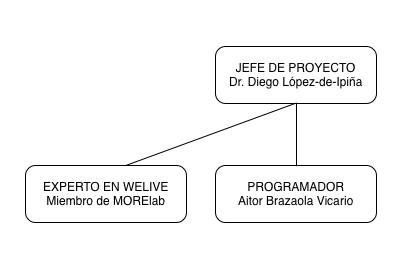 JEFE DE PROYECTO
Dr. Diego López-de-Ipiña
EXPERTO EN WELIVE
Miembro de MORElab
PROGRAMADOR
Aitor Brazaola Vicario